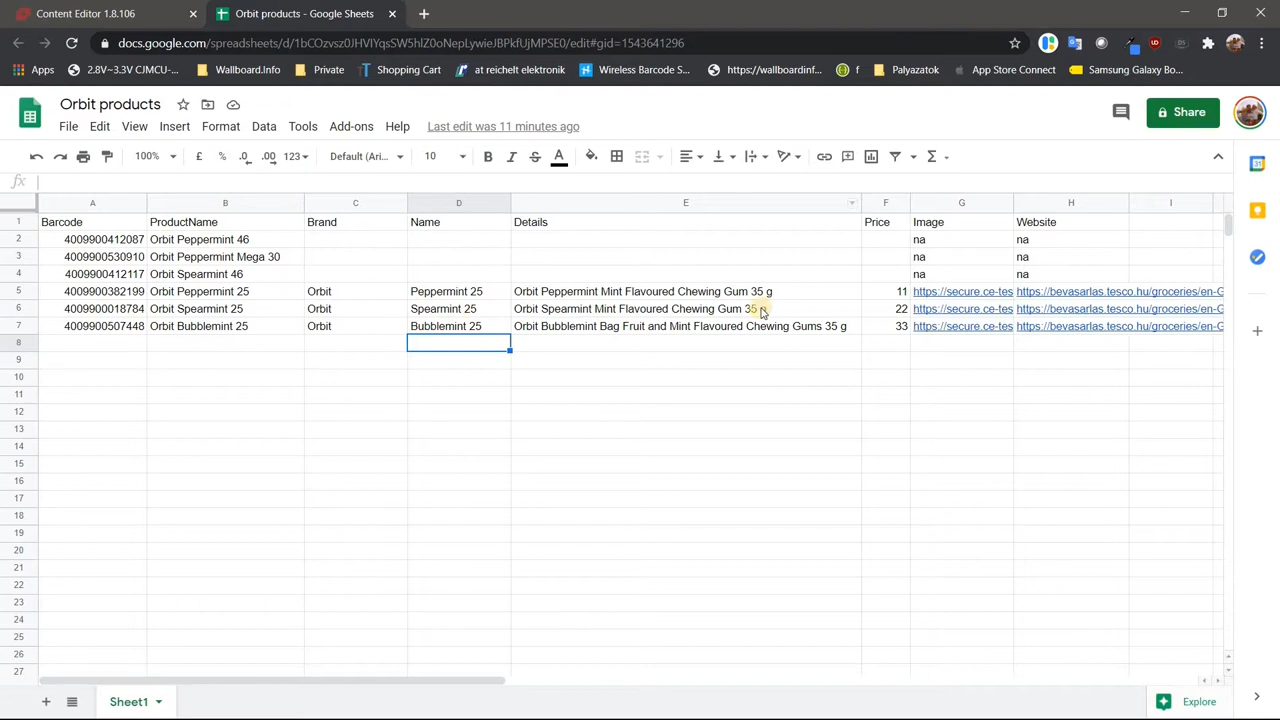 Content Editor 1.8.106
Orbit products - Google Sheets
docs.google.com/spreadsheets/d/1bCOzvsz0JHVIYqsSW5hlZ0oNepLywieJBPkfUjMPSE0/edit#gid=1543641296
Apps 2.8V~3.3V CJMCU-... Wallboard.Info Private Shopping Cart at reichelt elektronik Wireless Barcode S... https://wallboardinf... f Palyazatok App Store Connect Samsung Galaxy Bo...
Orbit products
Share
File Edit View Insert Format Data Tools Add-ons Help Last edit was 11 minutes ago
100% £ % .0 .00 123 Default (Ari... 10 B I S A Σ
fx
A B C D E F G H I
1 Barcode ProductName Brand Name Details Price Image Website
2 4009900412087 Orbit Peppermint 46 na na
3 4009900530910 Orbit Peppermint Mega 30 na na
4 4009900412117 Orbit Spearmint 46 na na
5 4009900382199 Orbit Peppermint 25 Orbit Peppermint 25 Orbit Peppermint Mint Flavoured Chewing Gum 35 g 11 https://secure.ce-tes https://bevasarlas.tesco.hu/groceries/en-G
6 4009900018784 Orbit Spearmint 25 Orbit Spearmint 25 Orbit Spearmint Mint Flavoured Chewing Gum 35 22 https://secure.ce-tes https://bevasarlas.tesco.hu/groceries/en-G
7 4009900507448 Orbit Bubblemint 25 Orbit Bubblemint 25 Orbit Bubblemint Bag Fruit and Mint Flavoured Chewing Gums 35 g 33 https://secure.ce-tes https://bevasarlas.tesco.hu/groceries/en-G
8
9
10
11
12
13
14
15
16
17
18
19
20
21
22
23
24
25
26
27
Sheet1
Explore